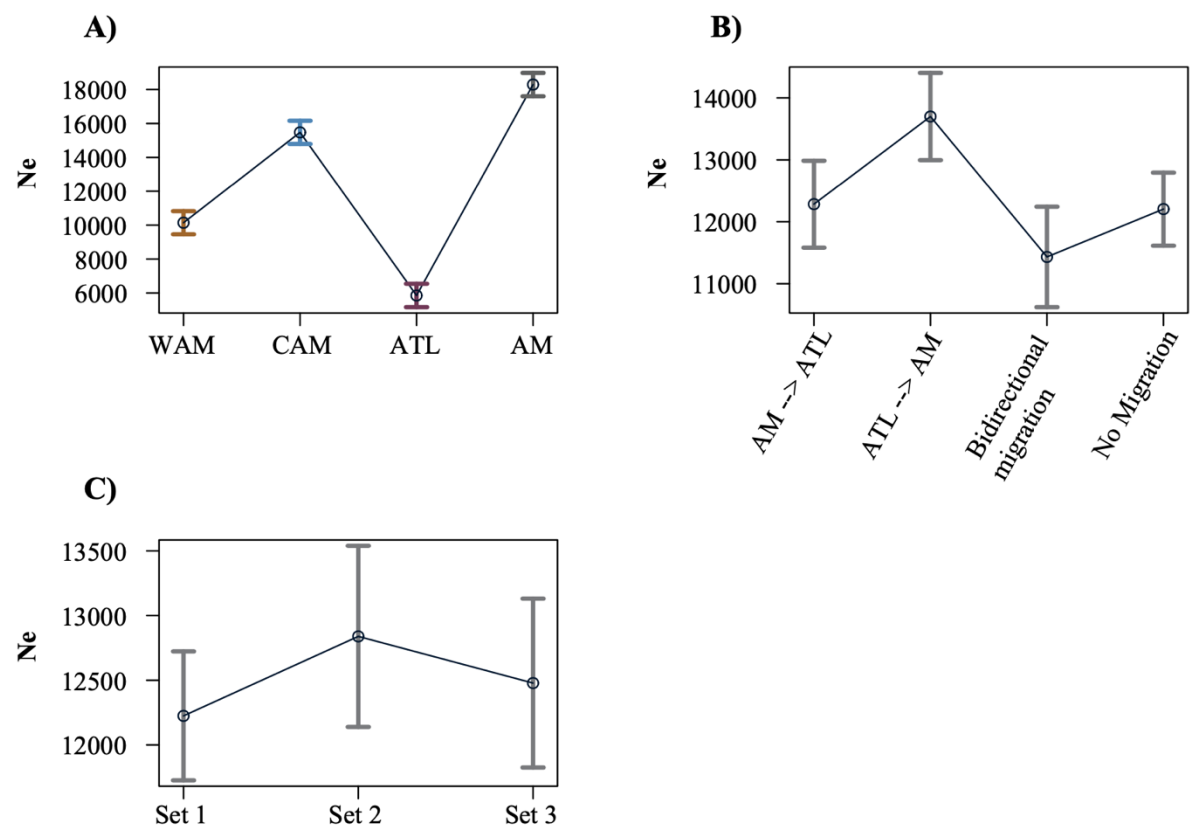 A)
Ne
18000
16000
14000
12000
10000
8000
6000
WAM CAM ATL AM
B)
Ne
14000
13000
12000
11000
AM --> ATL
ATL --> AM
Bidirectional
migration
No Migration
C)
Ne
13500
13000
12500
12000
Set 1 Set 2 Set 3